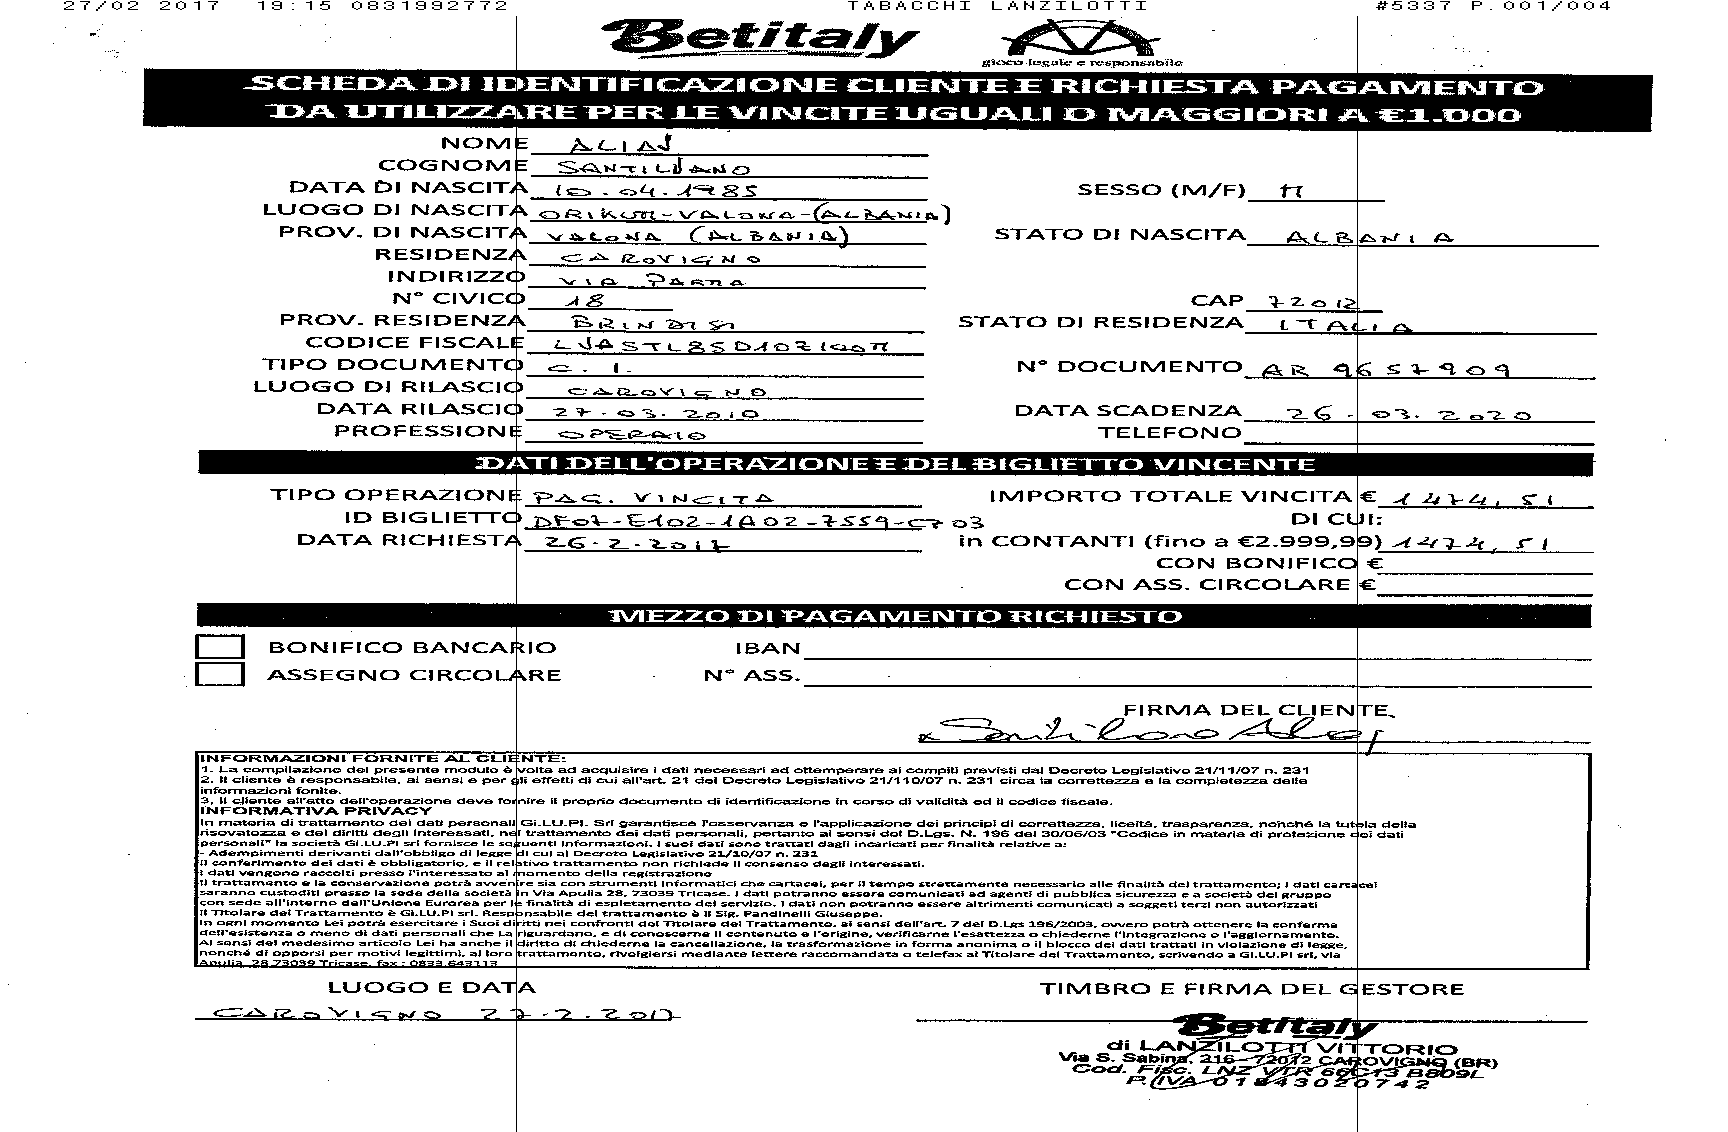 27/02 2017 19:15 0831992772 TABACCHI LANZILOTTI #5337 P.001/004
Betitaly gioco legale e responsabile
SCHEDA DI IDENTIFICAZIONE CLIENTE E RICHIESTA PAGAMENTO
DA UTILIZZARE PER LE VINCITE UGUALI O MAGGIORI A €1.000
NOME ALIAJ
COGNOME SANTILJANO
DATA DI NASCITA 10.04.1985 SESSO (M/F) M
LUOGO DI NASCITA ORIKUM-VALONA-(ALBANIA)
PROV. DI NASCITA VALONA (ALBANIA) STATO DI NASCITA ALBANIA
RESIDENZA CAROVIGNO
INDIRIZZO VIA PARMA
N° CIVICO 18 CAP 72012
PROV. RESIDENZA BRINDISI STATO DI RESIDENZA ITALIA
CODICE FISCALE LJASTL85D10Z100M
TIPO DOCUMENTO C. I. N° DOCUMENTO AR 9657909
LUOGO DI RILASCIO CAROVIGNO
DATA RILASCIO 27.03.2010 DATA SCADENZA 26.03.2020
PROFESSIONE OPERAIO TELEFONO
DATI DELL'OPERAZIONE E DEL BIGLIETTO VINCENTE
TIPO OPERAZIONE PAG. VINCITA IMPORTO TOTALE VINCITA € 1474,51
ID BIGLIETTO DF07-E102-1A02-7559-C703 DI CUI:
DATA RICHIESTA 26.2.2017 in CONTANTI (fino a €2.999,99) 1474,51
CON BONIFICO €
CON ASS. CIRCOLARE €
MEZZO DI PAGAMENTO RICHIESTO
BONIFICO BANCARIO IBAN
ASSEGNO CIRCOLARE N° ASS.
FIRMA DEL CLIENTE
x Santiljano Aliaj
INFORMAZIONI FORNITE AL CLIENTE:
1. La compilazione del presente modulo è volta ad acquisire i dati necessari ad ottemperare ai compiti previsti dal Decreto Legislativo 21/11/07 n. 231
2. Il cliente è responsabile, ai sensi e per gli effetti di cui all'art. 21 del Decreto Legislativo 21/110/07 n. 231 circa la correttezza e la completezza delle
informazioni fonite.
3. Il cliente all'atto dell'operazione deve fornire il proprio documento di identificazione in corso di validità ed il codice fiscale.
INFORMATIVA PRIVACY
In materia di trattamento dei dati personali Gi.LU.PI. Srl garantisce l'osservanza e l'applicazione dei principi di correttezza, liceità, trasparenza, nonché la tutela della
risevatezza e dei diritti degli interessati, nel trattamento dei dati personali, pertanto ai sensi del D.Lgs. N. 196 del 30/06/03 "Codice in materia di protezione dei dati
personali" la società Gi.LU.PI srl fornisce le seguenti informazioni. I suoi dati sono trattati dagli incaricati per finalità relative a:
- Adempimenti derivanti dall'obbligo di legge di cui al Decreto Legislativo 21/10/07 n. 231
Il conferimento dei dati è obbligatorio, e il relativo trattamento non richiede il consenso degli interessati.
I dati vengono raccolti presso l'interessato al momento della registrazione
Il trattamento e la conservazione potrà avvenire sia con strumenti informatici che cartacei, per il tempo strettamente necessario alle finalità del trattamento; i dati cartacei
saranno custoditi presso la sede della società in Via Apulia 28, 73039 Tricase. I dati potranno essere comunicati ad agenti di pubblica sicurezza e a società del gruppo
con sede all'interno dell'Unione Eurorea per le finalità di espletamento del servizio. I dati non potranno essere altrimenti comunicati a soggeti terzi non autorizzati
Il Titolare del Trattamento è Gi.LU.PI srl. Responsabile del trattamento è il Sig. Pandinelli Giuseppe.
In ogni momento Lei potrà esercitare i Suoi diritti nei confronti del Titolare del Trattamento, ai sensi dell'art. 7 del D.Lgs 196/2003, ovvero potrà ottenere la conferma
dell'esistenza o meno di dati personali che La riguardano, e di conoscerne il contenuto e l'origine, verificarne l'esattezza o chiederne l'integrazione o l'aggiornamento.
Ai sensi del medesimo articolo Lei ha anche il diritto di chiederne la cancellazione, la trasformazione in forma anonima o il blocco dei dati trattati in violazione di legge,
nonché di opporsi per motivi legittimi, al loro trattamento, rivolgiersi mediante lettere raccomandata o telefax al Titolare del Trattamento, scrivendo a Gi.LU.PI srl, via
Apulia, 28 73039 Tricase, fax : 0833.643113
LUOGO E DATA TIMBRO E FIRMA DEL GESTORE
CAROVIGNO 27.2.2017
Betitaly
di LANZILOTTI VITTORIO
Via S. Sabina, 216 - 72012 CAROVIGNO (BR)
Cod. Fisc. LNZ VTR 66C13 B809L
P. IVA 01843020742